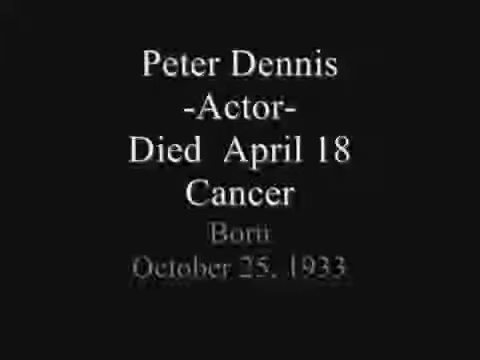 Peter Dennis
-Actor-
Died April 18
Cancer
Born
October 25, 1933